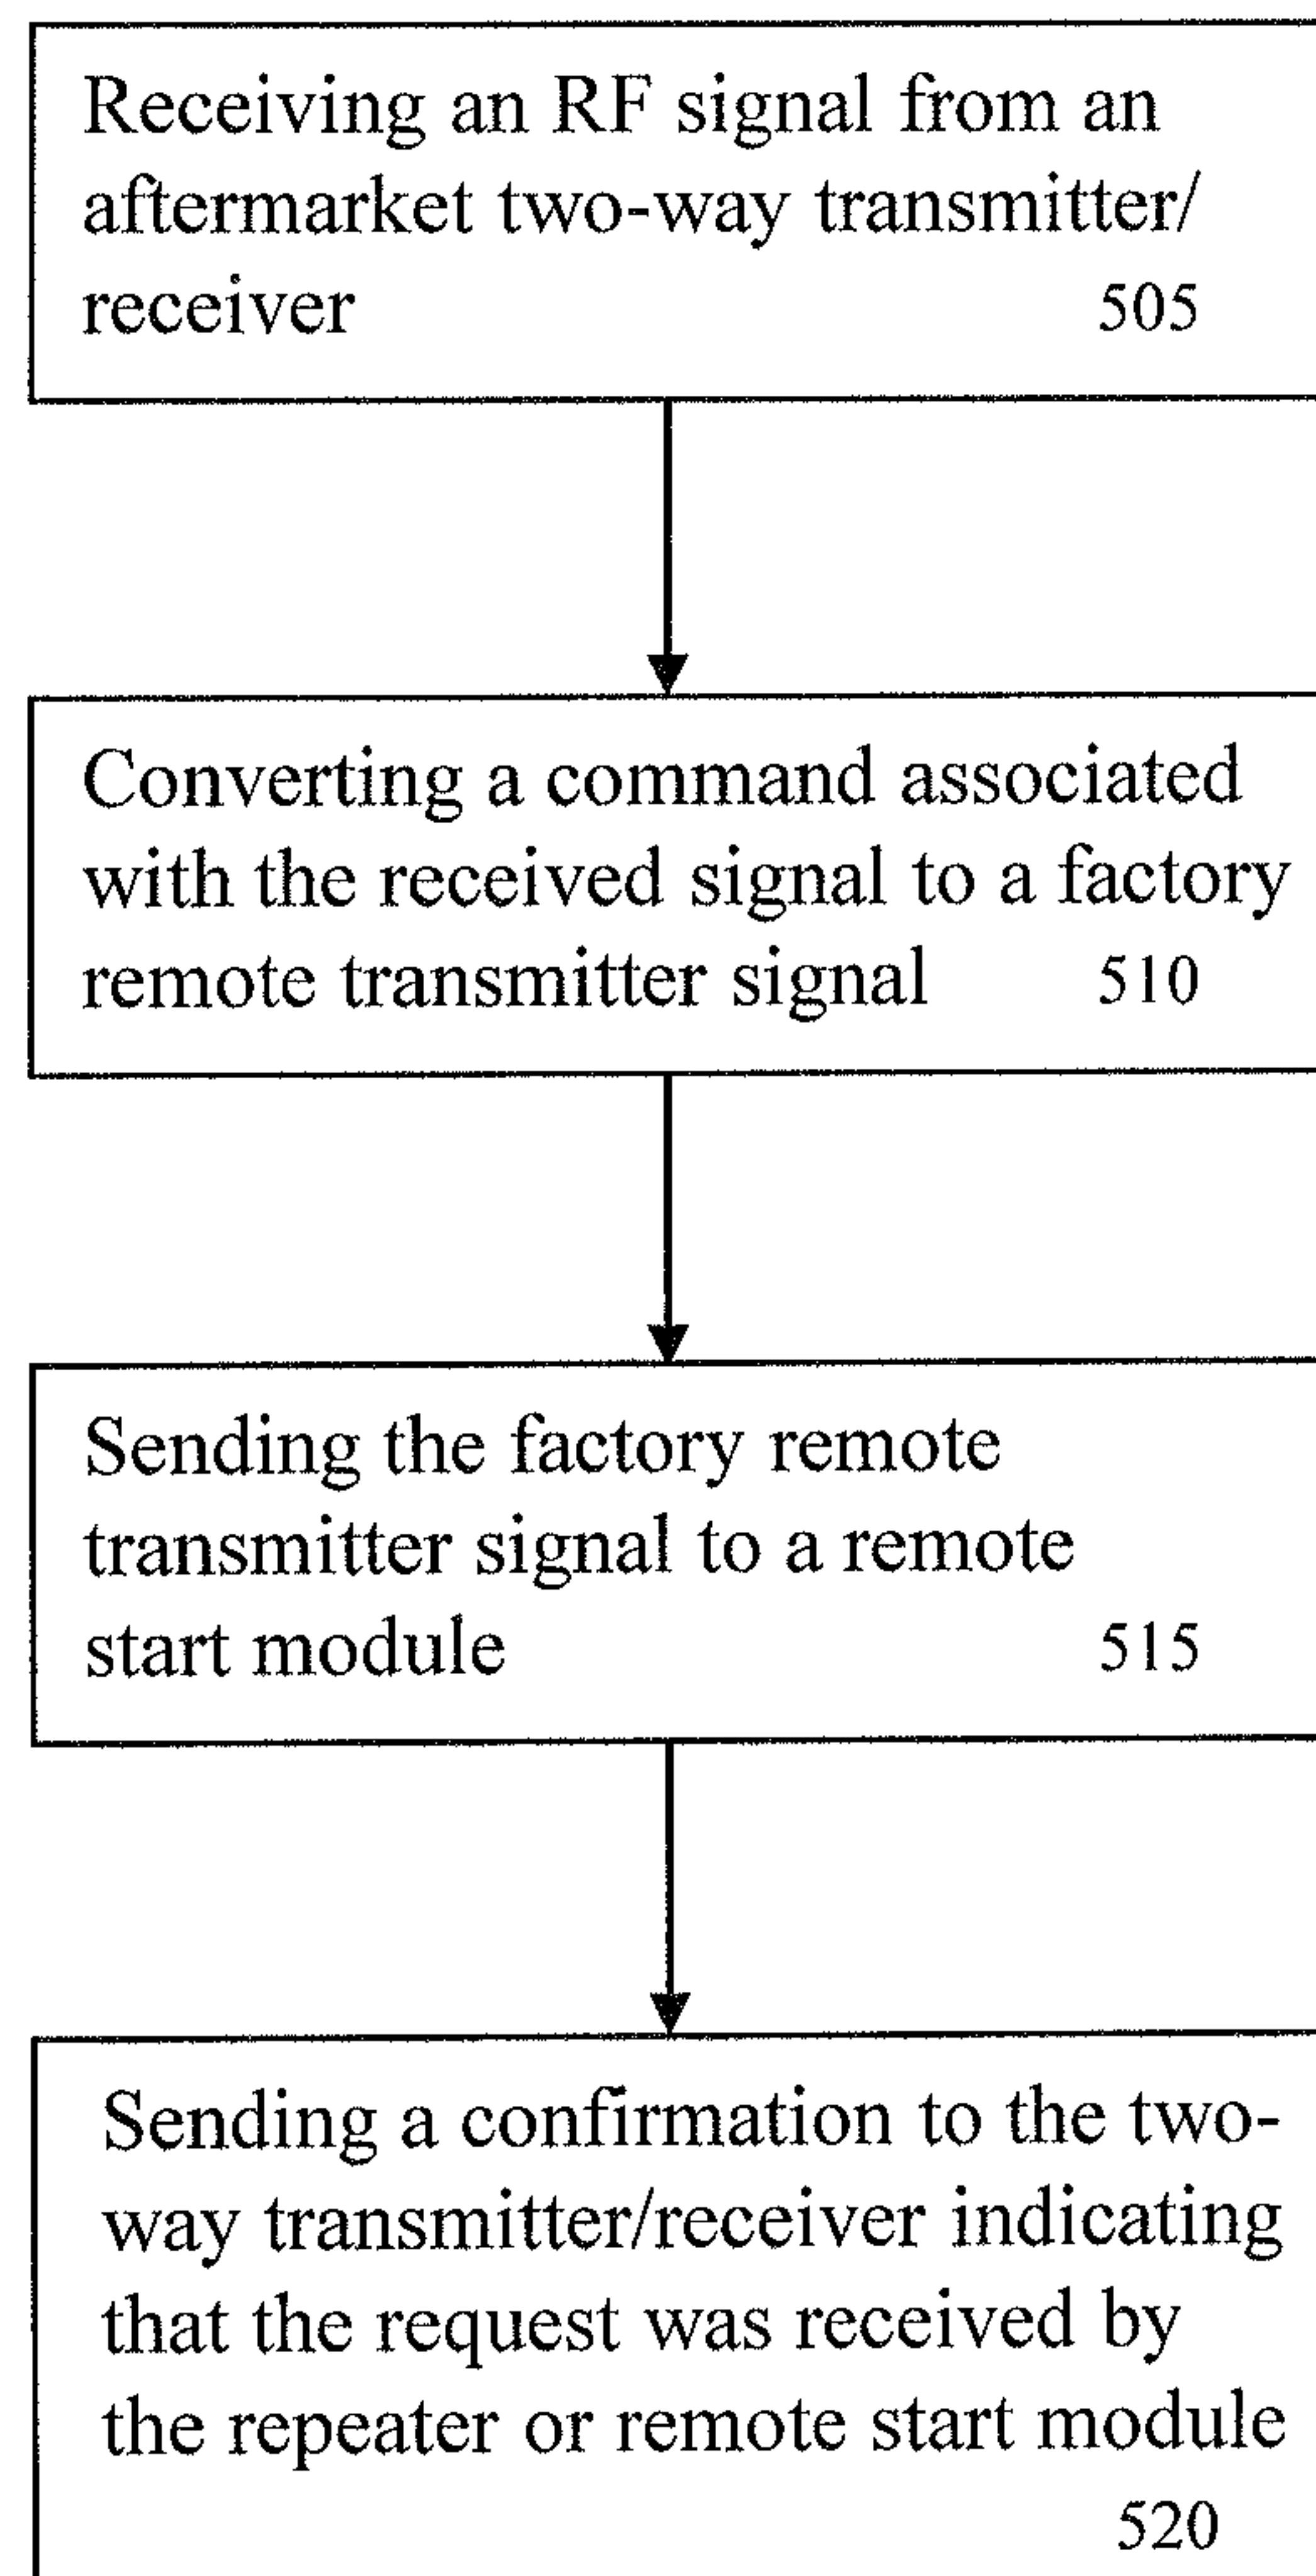 Receiving an RF signal from an
aftermarket two-way transmitter/
receiver 505
Converting a command associated
with the received signal to a factory
remote transmitter signal 510
Sending the factory remote
transmitter signal to a remote
start module 515
Sending a confirmation to the two-
way transmitter/receiver indicating
that the request was received by
the repeater or remote start module
520